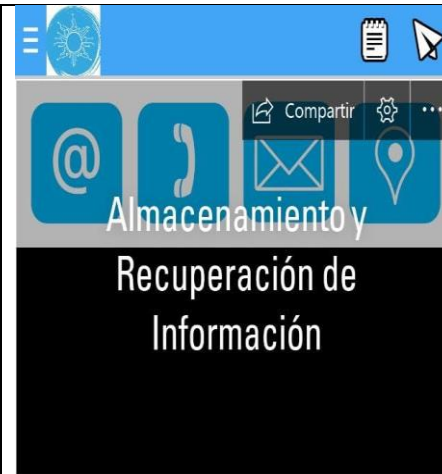 Compartir
@
Almacenamiento y
Recuperación de
Información